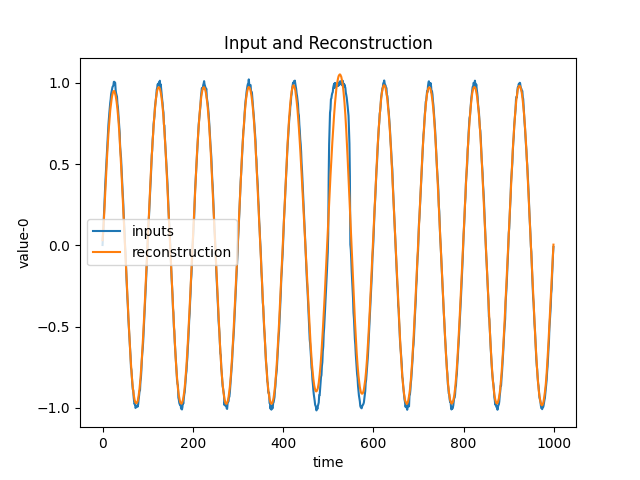 Input and Reconstruction
1.0
0.5
0.0
−0.5
−1.0
value-0
inputs
reconstruction
0 200 400 600 800 1000
time